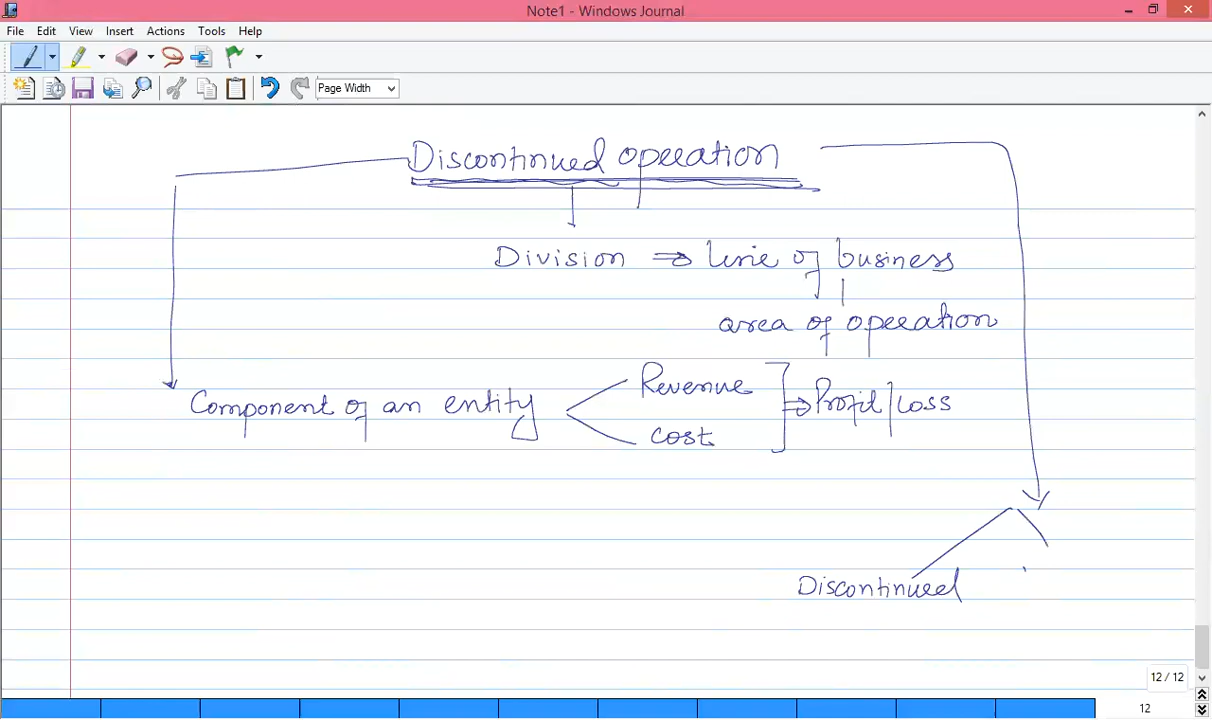 Note1 - Windows Journal
File Edit View Insert Actions Tools Help
Page Width
Discontinued operation
Division ⇒ line of business
area of operation
Component of an entity
Revenue
cost
⇒ Profit/Loss
Discontinued
12 / 12
12